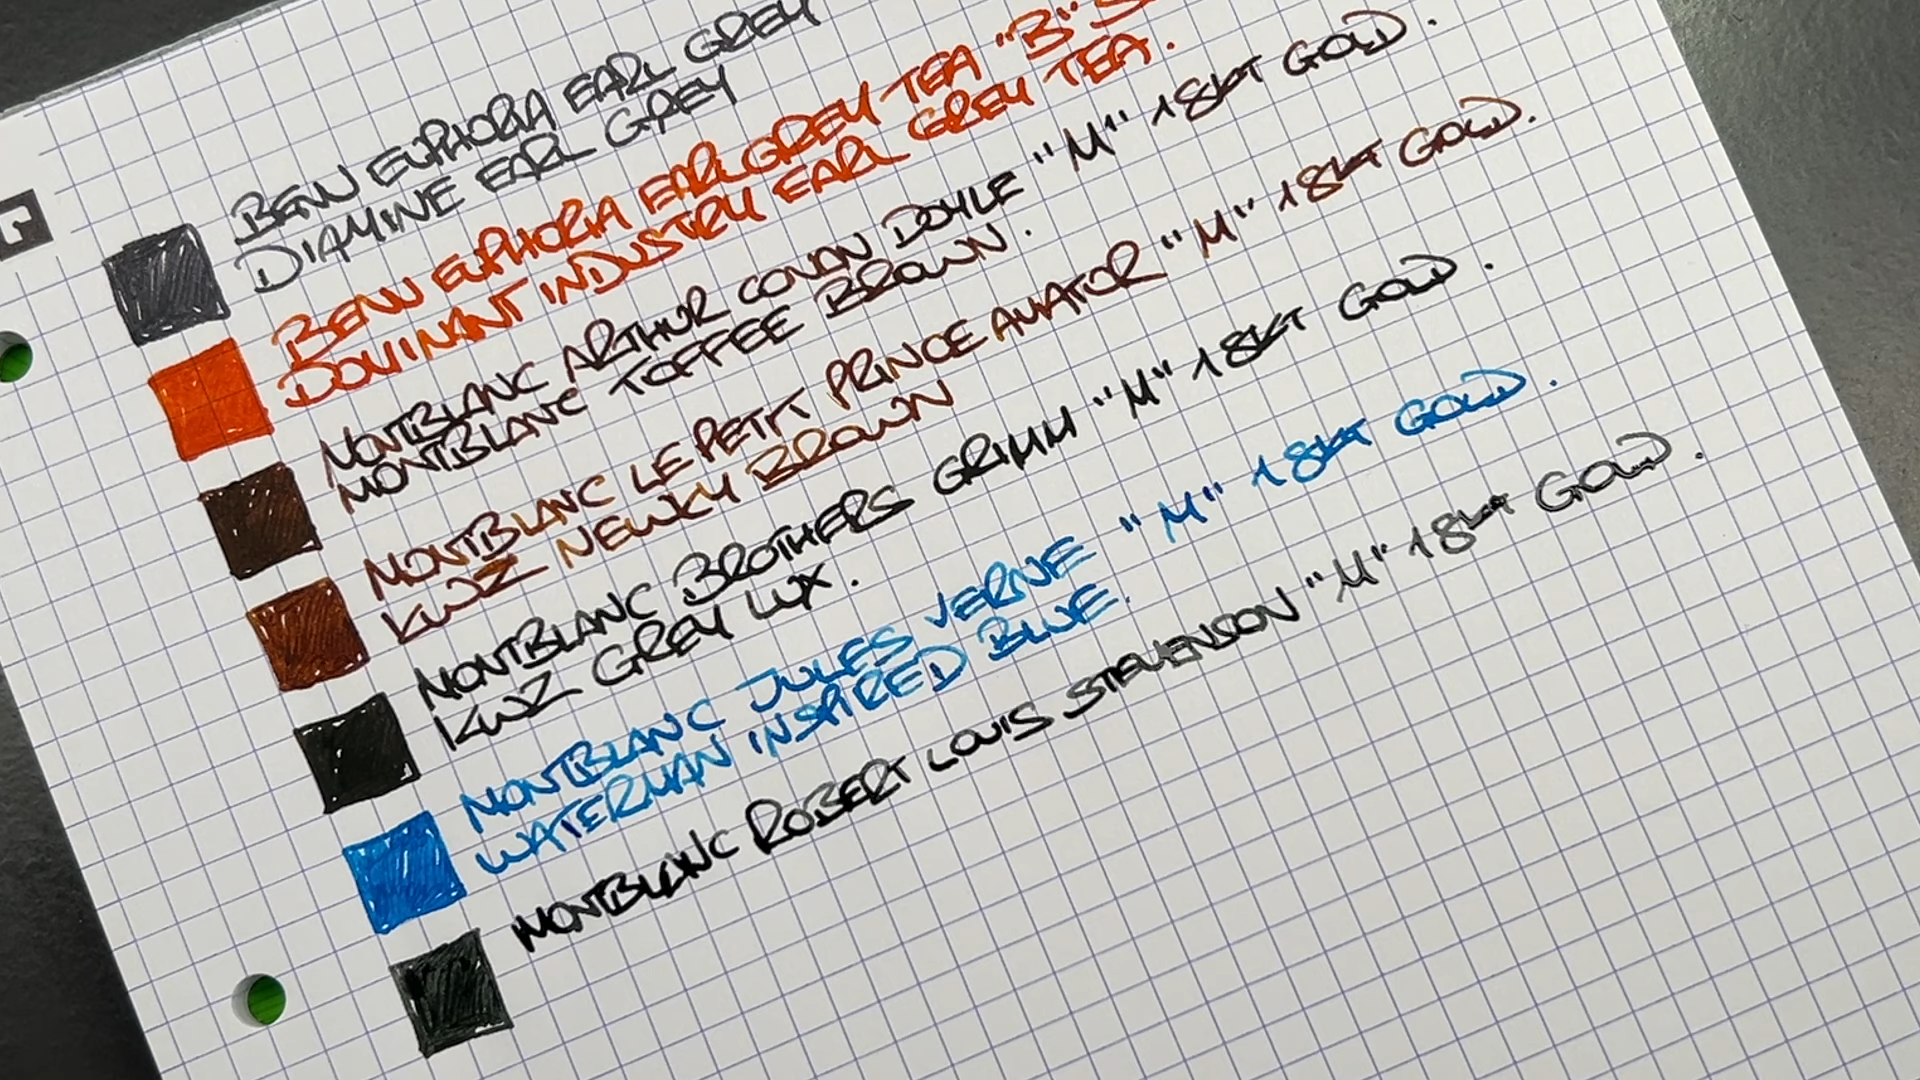 BENU EUPHORIA EARL GREY
DIAMINE EARL GREY
BENU EUPHORIA EARL GREY TEA "B"
DOMINANT INDUSTRY EARL GREY TEA.
MONTBLANC ARTHUR CONAN DOYLE "M" 18KT GOLD.
MONTBLANC TOFFEE BROWN.
MONTBLANC LE PETIT PRINCE AVIATOR "M" 18KT GOLD.
KWZ NEWKY BROWN
MONTBLANC BROTHERS GRIMM "M" 18KT GOLD.
KWZ GREY LUX.
MONTBLANC JULES VERNE "M" 18KT GOLD.
WATERMAN INSPIRED BLUE.
MONTBLANC ROBERT LOUIS STEVENSON "M" 18KT GOLD.